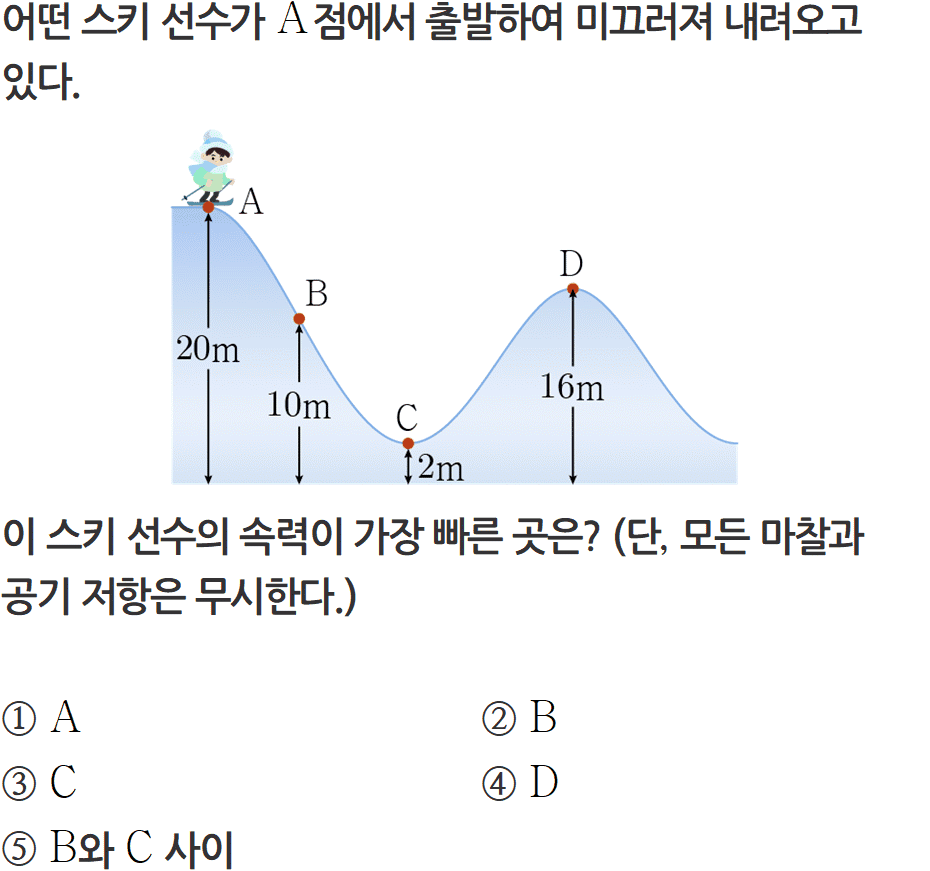 어떤 스키 선수가 A점에서 출발하여 미끄러져 내려오고
있다.
A
B
D
20m
10m
16m
C
2m
이 스키 선수의 속력이 가장 빠른 곳은? (단, 모든 마찰과
공기 저항은 무시한다.)
① A ② B
③ C ④ D
⑤ B와 C 사이